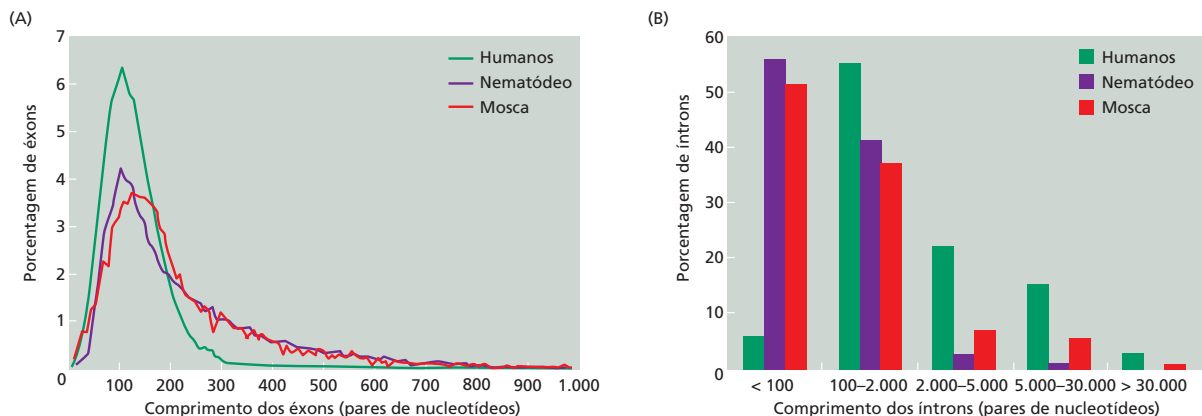 (A)
Porcentagem de éxons
7
6
5
4
3
2
1
0
100
200
300
400
500
600
700
800
900
1.000
Comprimento dos éxons (pares de nucleotídeos)
Humanos
Nematódeo
Mosca
(B)
Porcentagem de íntrons
60
50
40
30
20
10
0
< 100
100–2.000
2.000–5.000
5.000–30.000
> 30.000
Comprimento dos íntrons (pares de nucleotídeos)
Humanos
Nematódeo
Mosca